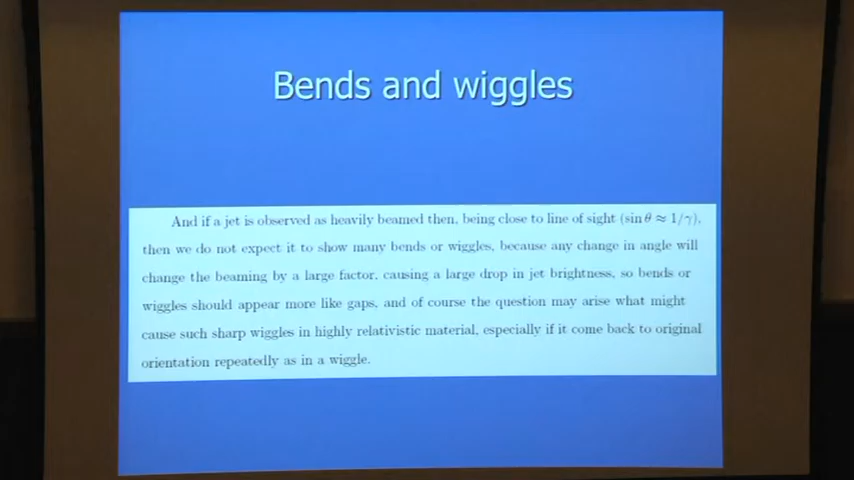 Bends and wiggles
And if a jet is observed as heavily beamed then, being close to line of sight (sin θ ≈ 1/γ),
then we do not expect it to show many bends or wiggles, because any change in angle will
change the beaming by a large factor, causing a large drop in jet brightness, so bends or
wiggles should appear more like gaps, and of course the question may arise what might
cause such sharp wiggles in highly relativistic material, especially if it come back to original
orientation repeatedly as in a wiggle.